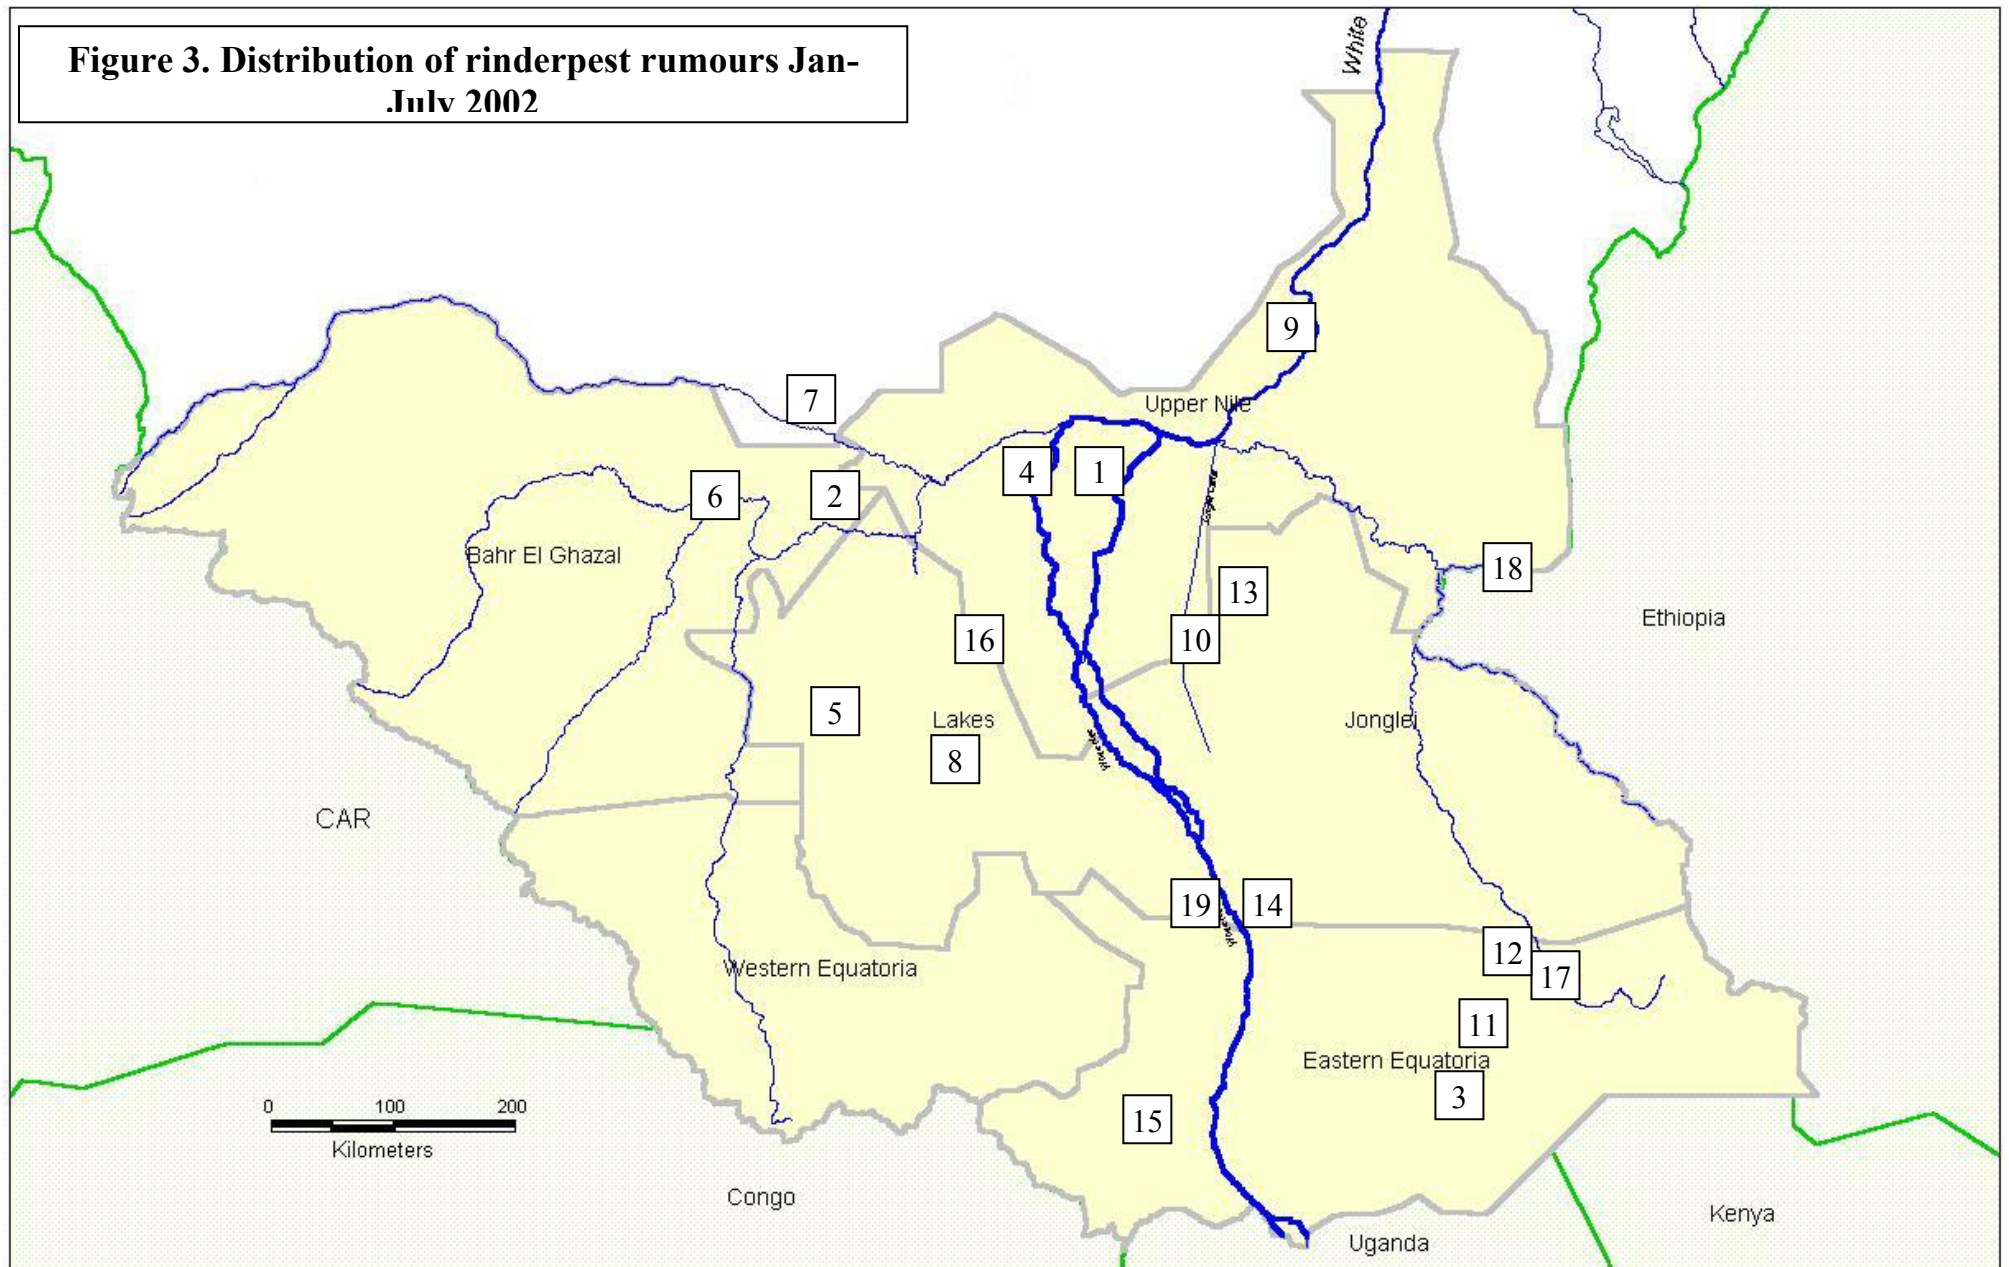 Figure 3. Distribution of rinderpest rumours Jan-
July 2002
White
9
7
Upper Nile
4
1
6
2
Bahr El Ghazal
18
13
Ethiopia
16
10
5
Lakes
Jonglei
8
CAR
19
14
12
Western Equatoria
17
11
Eastern Equatoria
3
0 100 200
Kilometers
15
Congo
Kenya
Uganda